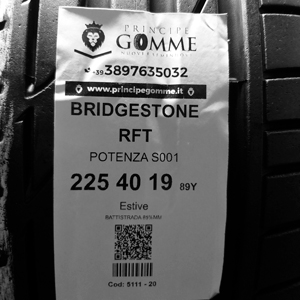 PRINCIPE
GOMME
+39 3897635032
www.principegomme.it
BRIDGESTONE
RFT
POTENZA S001
225 40 19 89Y
Estive
BATTISTRADA
Cod: 5111 - 20